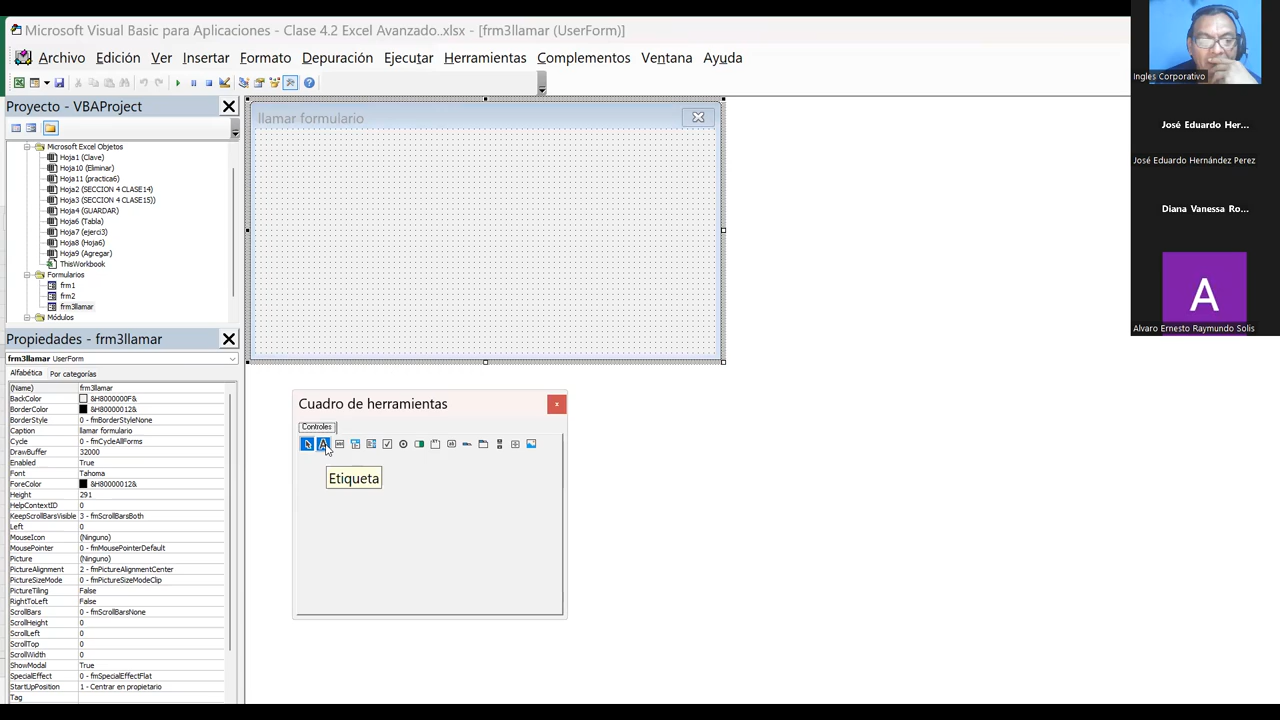 Microsoft Visual Basic para Aplicaciones - Clase 4.2 Excel Avanzado..xlsx - [frm3llamar (UserForm)]
Archivo Edición Ver Insertar Formato Depuración Ejecutar Herramientas Complementos Ventana Ayuda
Proyecto - VBAProject
Microsoft Excel Objetos
Hoja1 (Clave)
Hoja10 (Eliminar)
Hoja11 (practica6)
Hoja2 (SECCION 4 CLASE14)
Hoja3 (SECCION 4 CLASE15))
Hoja4 (GUARDAR)
Hoja6 (Tabla)
Hoja7 (ejerci3)
Hoja8 (Hoja6)
Hoja9 (Agregar)
ThisWorkbook
Formularios
frm1
frm2
frm3llamar
Módulos
Propiedades - frm3llamar
frm3llamar UserForm
Alfabética Por categorías
(Name) frm3llamar
BackColor &H8000000F&
BorderColor &H80000012&
BorderStyle 0 - fmBorderStyleNone
Caption llamar formulario
Cycle 0 - fmCycleAllForms
DrawBuffer 32000
Enabled True
Font Tahoma
ForeColor &H80000012&
Height 291
HelpContextID 0
KeepScrollBarsVisible 3 - fmScrollBarsBoth
Left 0
MouseIcon (Ninguno)
MousePointer 0 - fmMousePointerDefault
Picture (Ninguno)
PictureAlignment 2 - fmPictureAlignmentCenter
PictureSizeMode 0 - fmPictureSizeModeClip
PictureTiling False
RightToLeft False
ScrollBars 0 - fmScrollBarsNone
ScrollHeight 0
ScrollLeft 0
ScrollTop 0
ScrollWidth 0
ShowModal True
SpecialEffect 0 - fmSpecialEffectFlat
StartUpPosition 1 - Centrar en propietario
Tag
llamar formulario
Cuadro de herramientas
Controles
Etiqueta
Ingles Corporativo
José Eduardo Her...
José Eduardo Hernández Perez
Diana Vanessa Ro...
A
Alvaro Ernesto Raymundo Solis